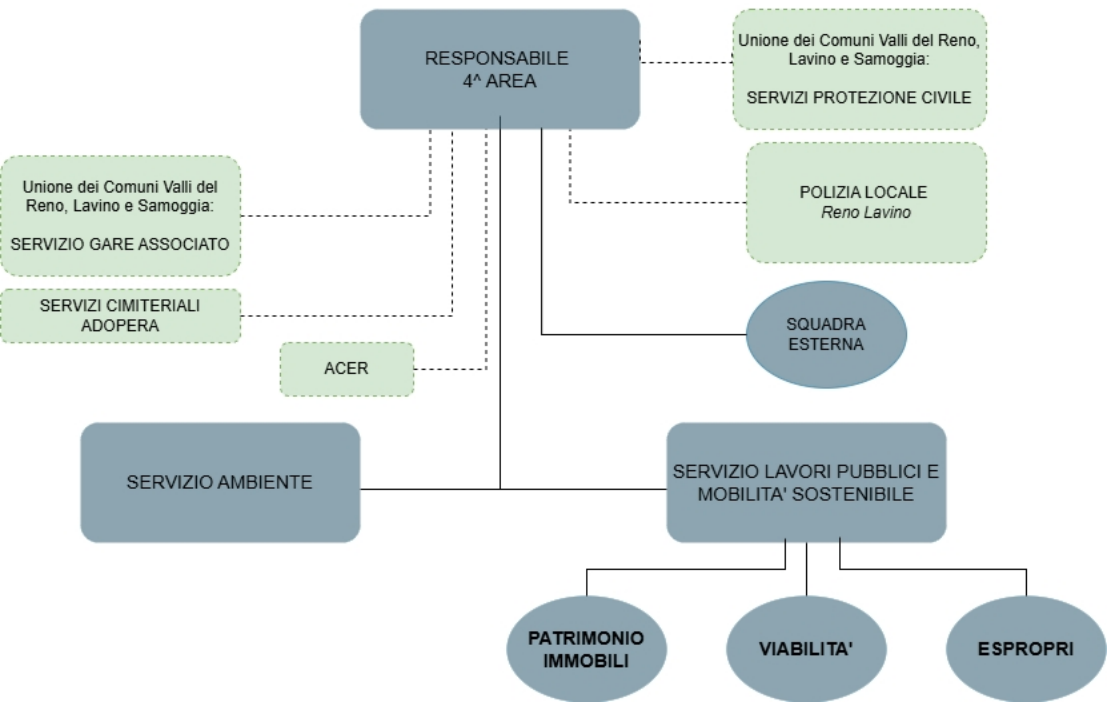 RESPONSABILE
4^ AREA
Unione dei Comuni Valli del Reno,
Lavino e Samoggia:
SERVIZI PROTEZIONE CIVILE
Unione dei Comuni Valli del
Reno, Lavino e Samoggia:
SERVIZIO GARE ASSOCIATO
POLIZIA LOCALE
Reno Lavino
SERVIZI CIMITERIALI
ADOPERA
SQUADRA
ESTERNA
ACER
SERVIZIO AMBIENTE
SERVIZIO LAVORI PUBBLICI E
MOBILITA' SOSTENIBILE
PATRIMONIO
IMMOBILI
VIABILITA'
ESPROPRI